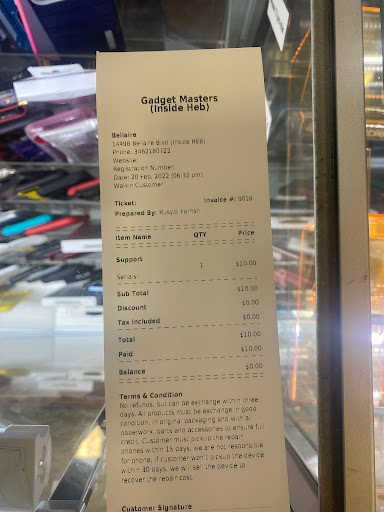 Gadget Masters
(Inside Heb)
Bellaire
14498 Bellaire Blvd (Inside HEB)
Phone: 3462160722
Website:
Registration Number:
Date: 20 Feb, 2022 (06:32 pm)
Walkin Customer
Ticket: Invoice #: 0018
Prepared By: Rusydi Farhan
Item Name QTY Price
Support
1 $10.00
Serials:
Sub Total $10.00
Discount $0.00
Tax Included $0.00
Total $10.00
Paid $10.00
Balance $0.00
Terms & Condition
No refunds, but can be exchange within three
days. All products must be exchange in good
condition, in original packaging and with all
paperwork, parts and accessories to ensure full
credit. Customer must pickup the repair
phones within 15 days, we are not responsible
for phone. if customer won't pickup the device
within 30 days, we will sell the device to
recover the repair cost.
Customer Signature